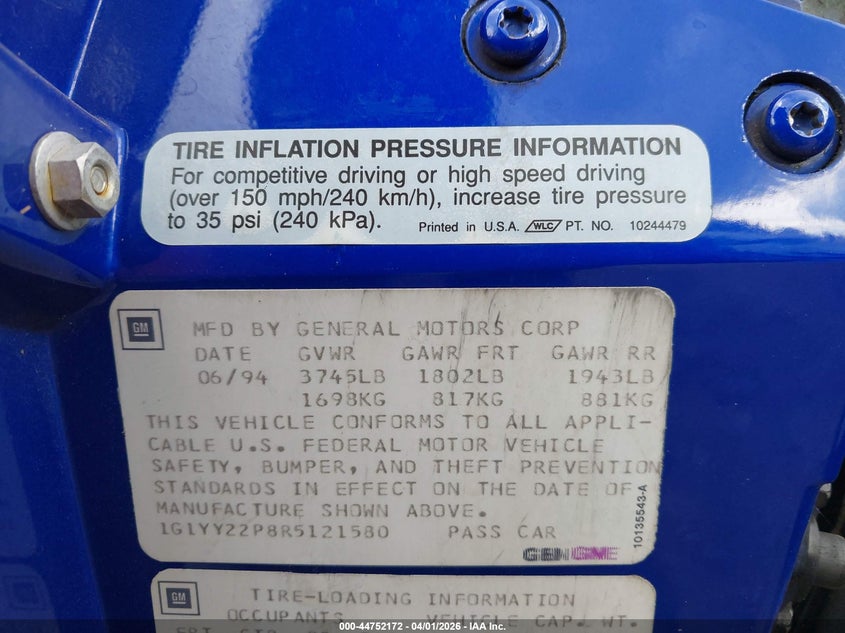 TIRE INFLATION PRESSURE INFORMATION
For competitive driving or high speed driving
(over 150 mph/240 km/h), increase tire pressure
to 35 psi (240 kPa). Printed in U.S.A. WLC PT. NO. 10244479
GM MFD BY GENERAL MOTORS CORP
DATE GVWR GAWR FRT GAWR RR
06/94 3745LB 1802LB 1943LB
1698KG 817KG 881KG
THIS VEHICLE CONFORMS TO ALL APPLI-
CABLE U.S. FEDERAL MOTOR VEHICLE
SAFETY, BUMPER, AND THEFT PREVENTION
STANDARDS IN EFFECT ON THE DATE OF
MANUFACTURE SHOWN ABOVE.
1G1YY22P8R5121580 PASS CAR
10135543-A
GM TIRE-LOADING INFORMATION
OCCUPANTS VEHICLE CAP. WT.
000-44752172 - 04/01/2026 - IAA Inc.